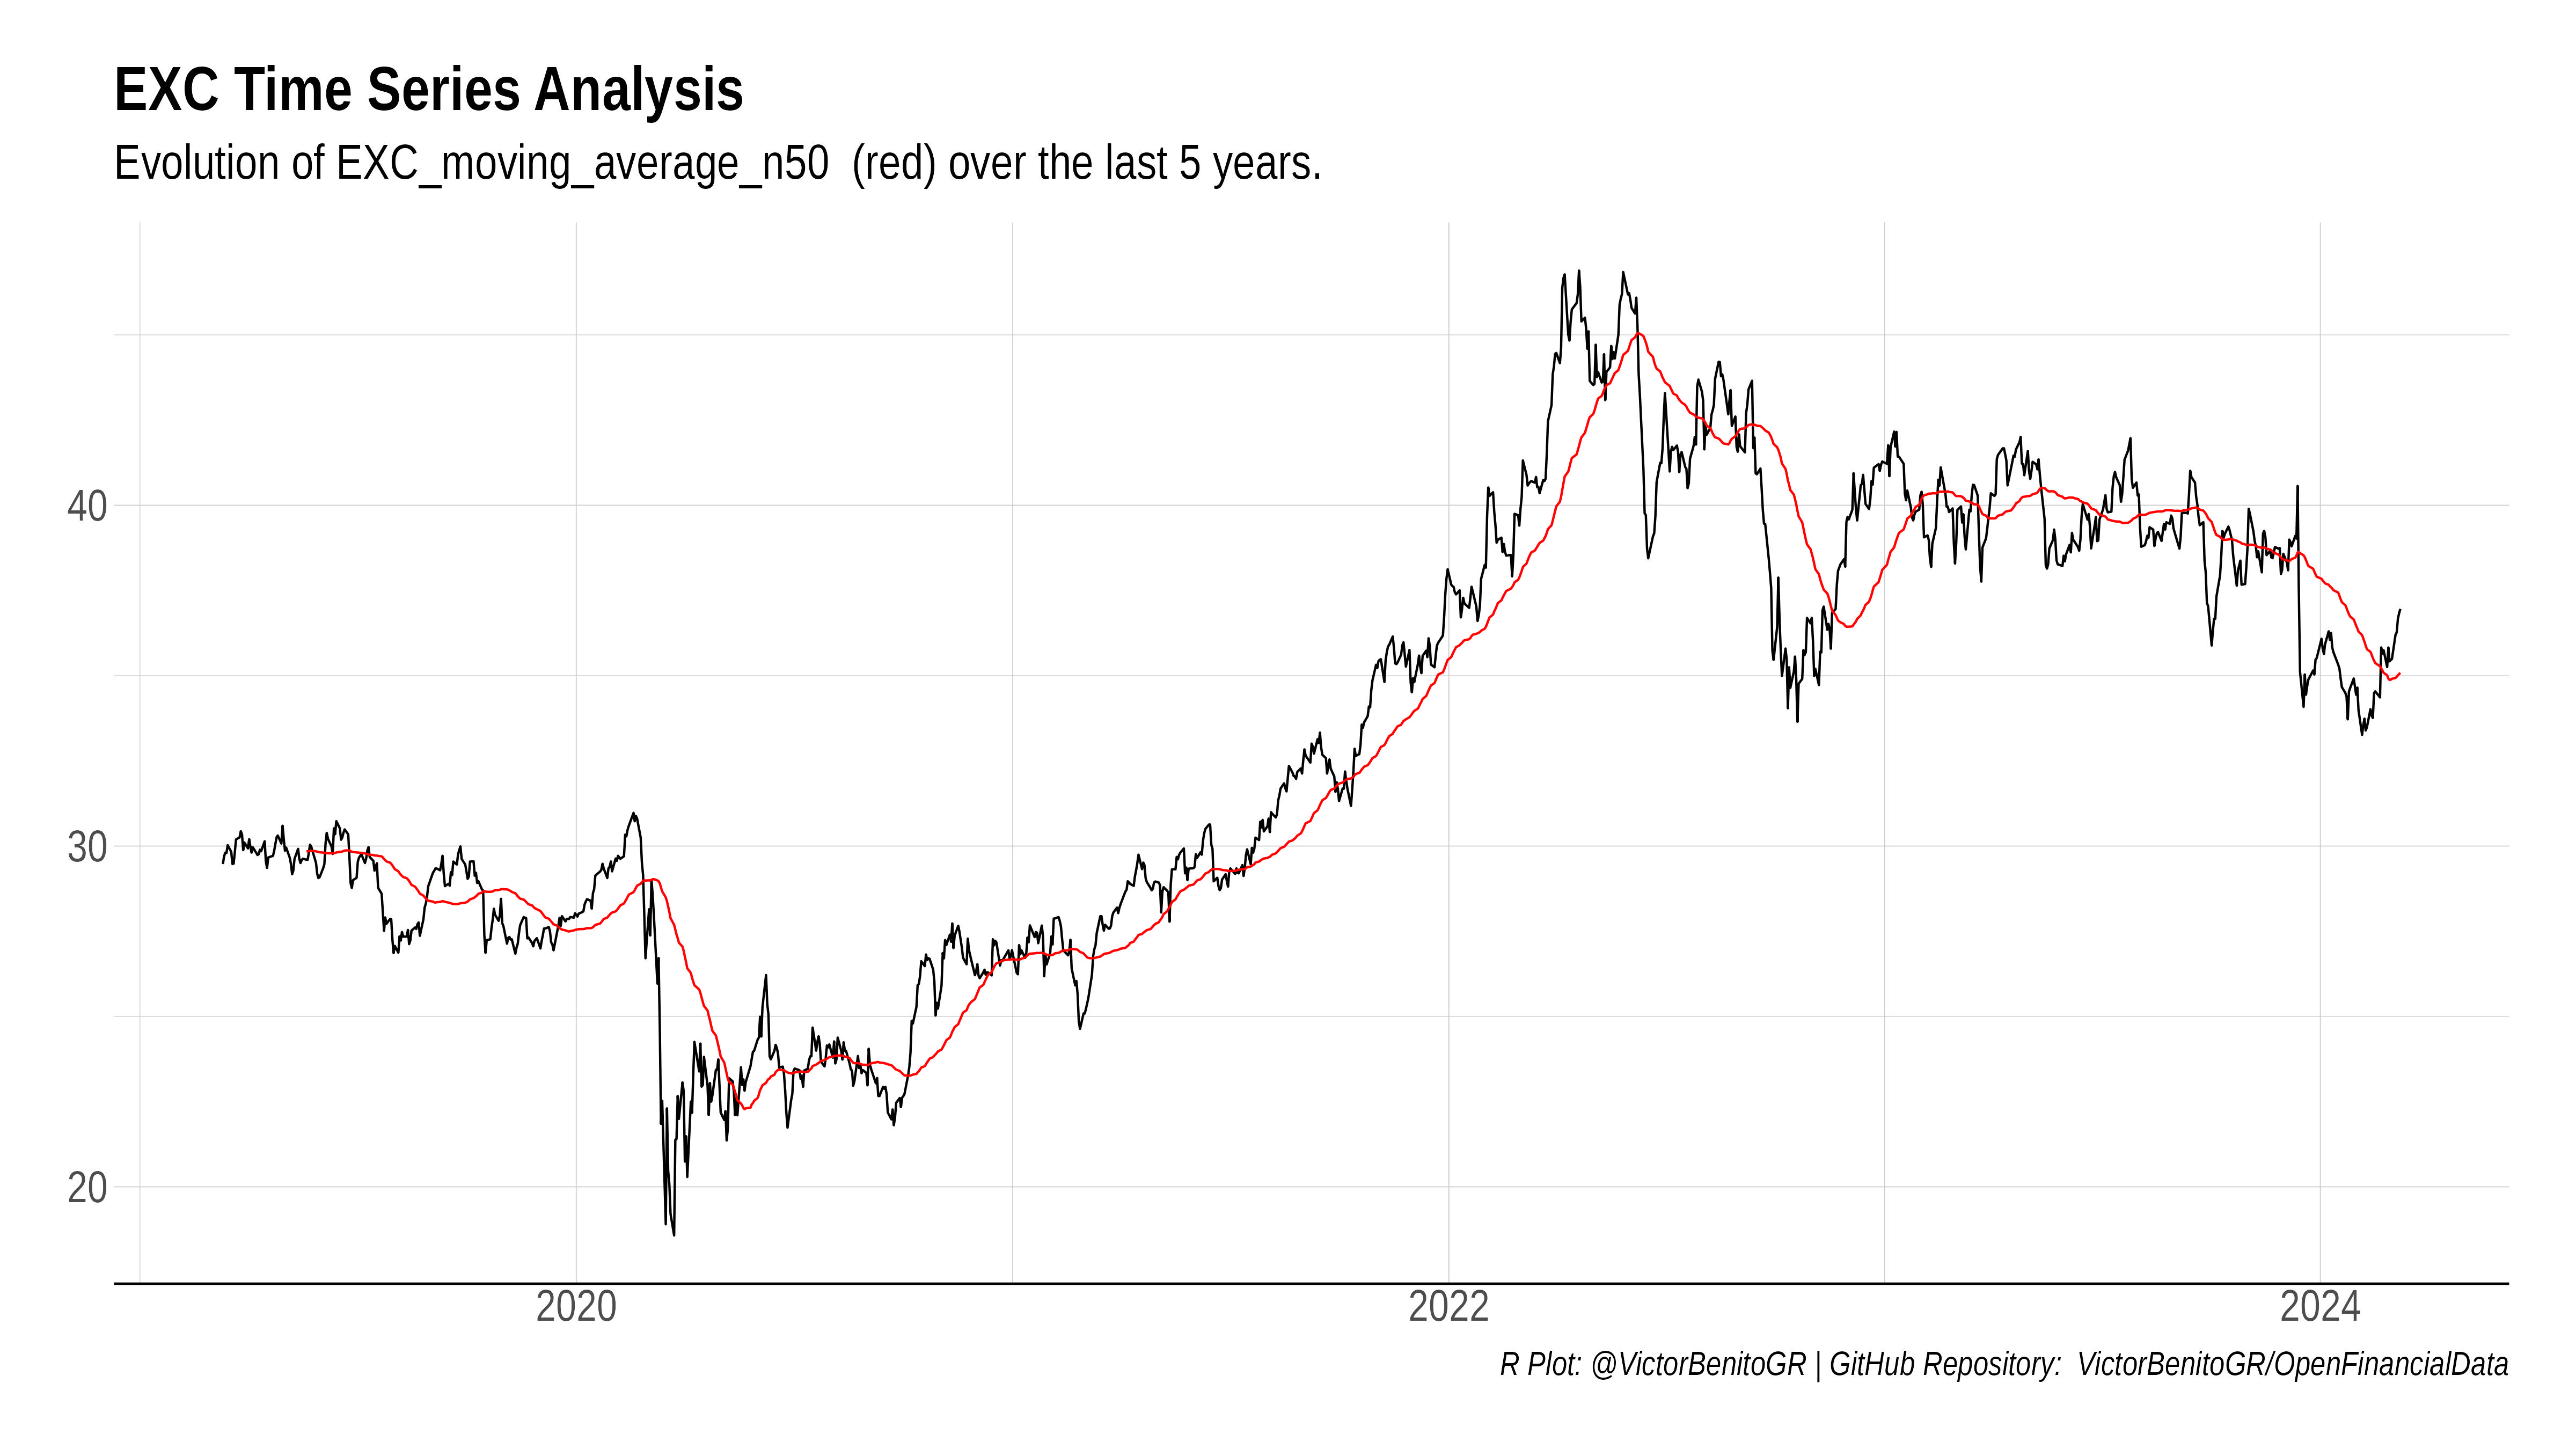 EXC Time Series Analysis
Evolution of EXC_moving_average_n50  (red) over the last 5 years.
40
30
20
2020 2022 2024
R Plot: @VictorBenitoGR | GitHub Repository:  VictorBenitoGR/OpenFinancialData